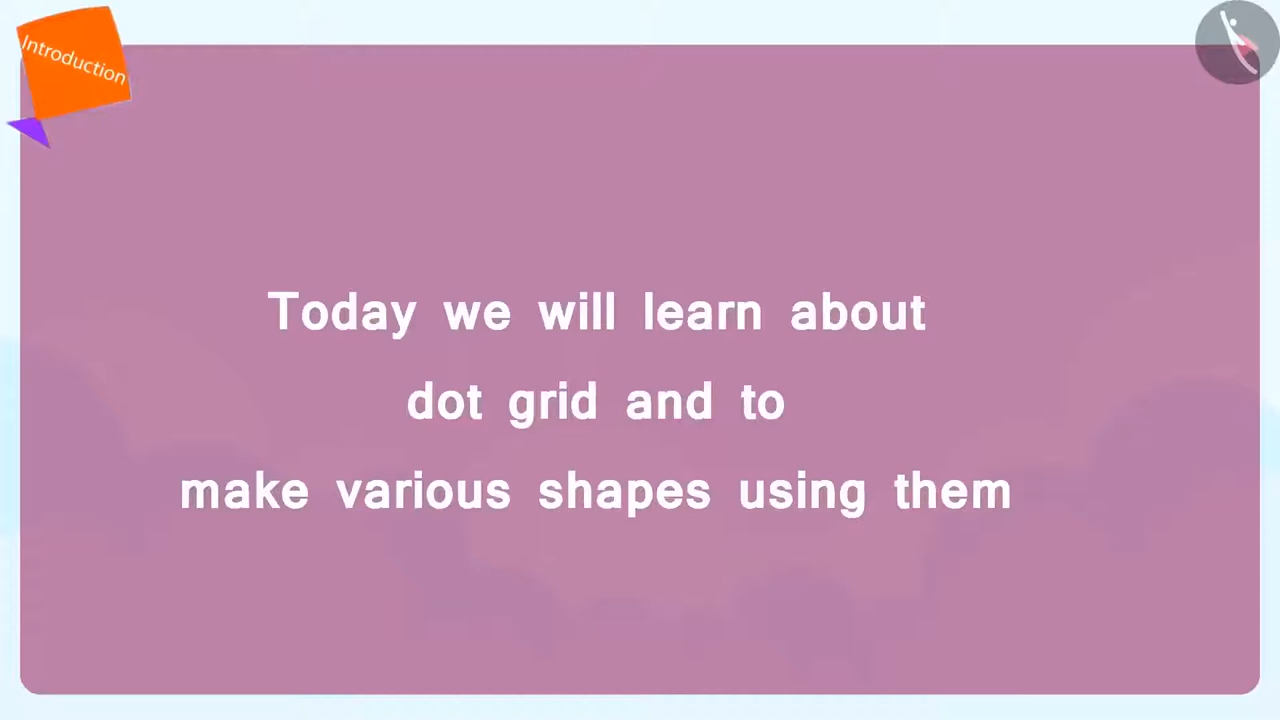 Introduction
Today we will learn about
dot grid and to
make various shapes using them